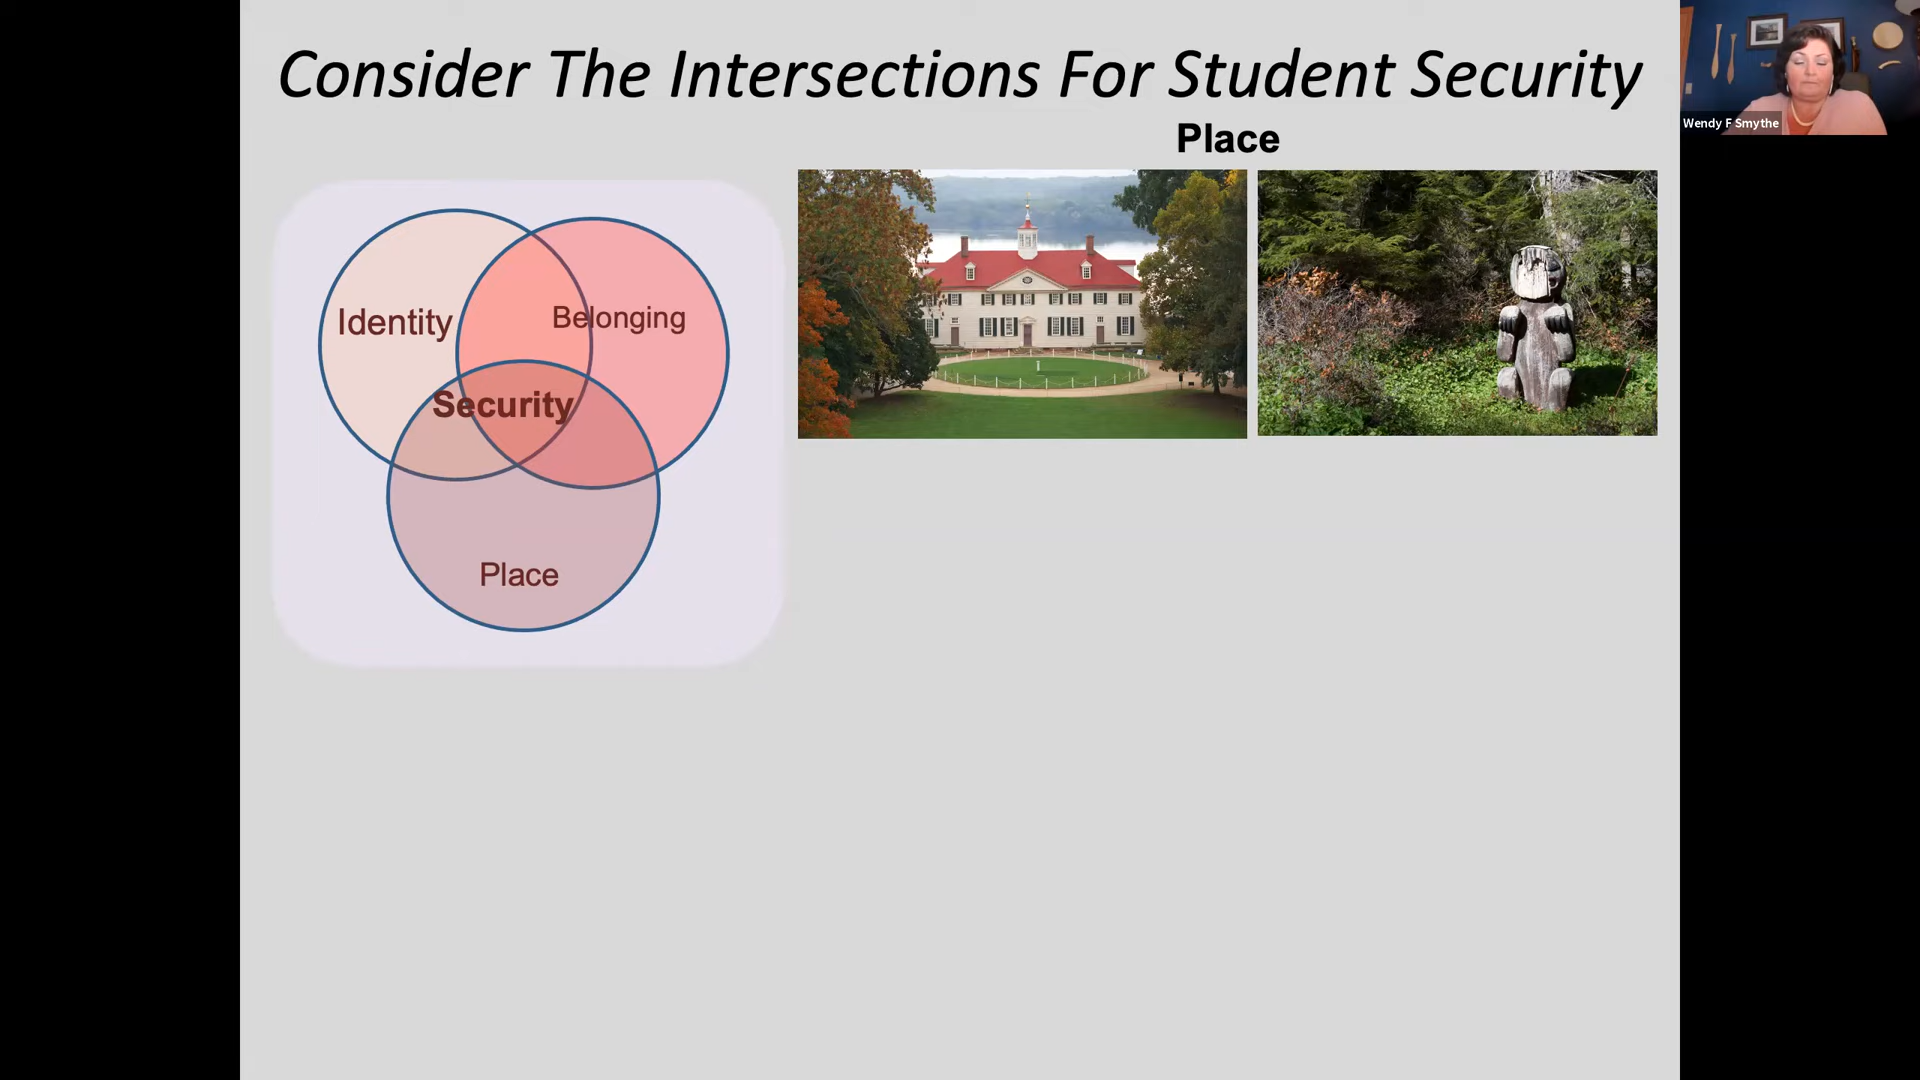 Consider The Intersections For Student Security
Wendy F Smythe
Place
Identity
Belonging
Security
Place